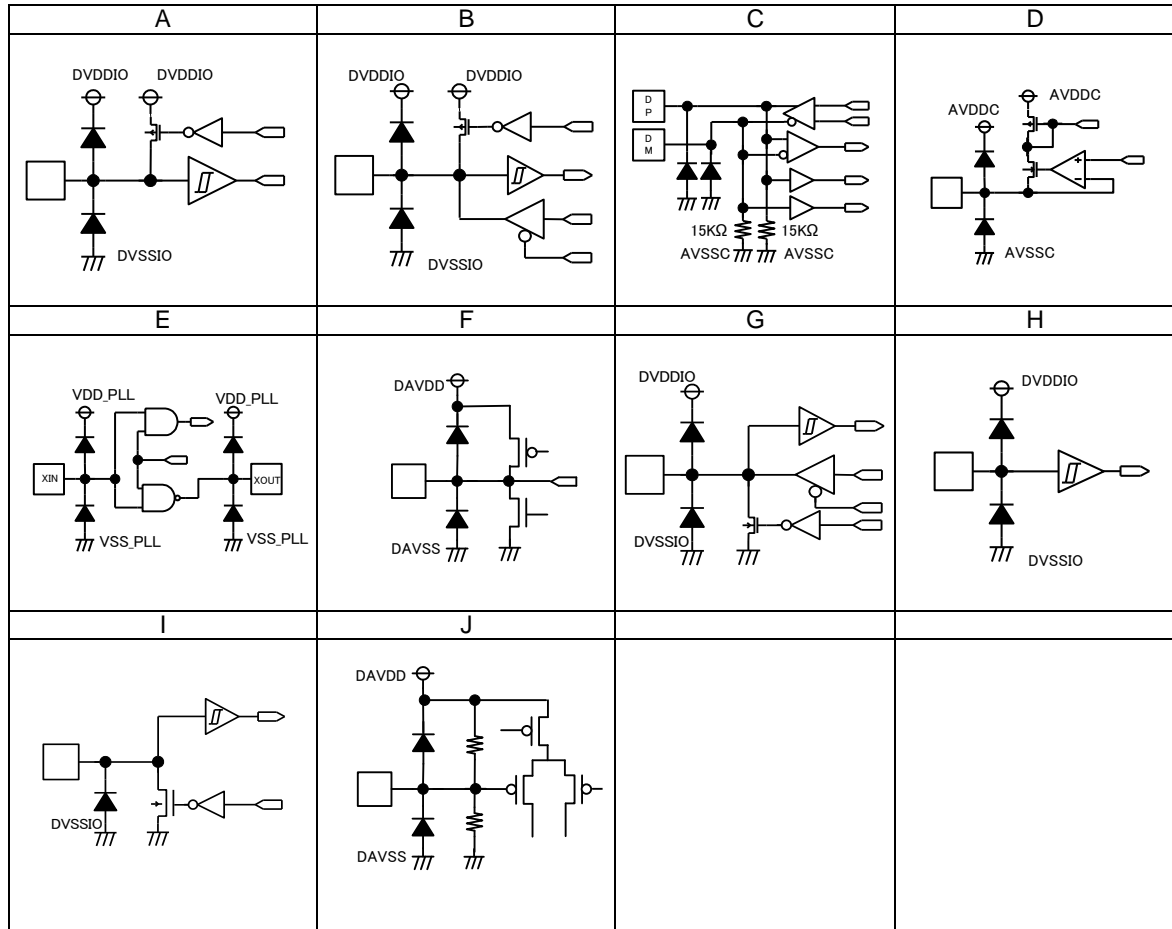 A B C D
DVDDIO DVDDIO
DVSSIO
DVDDIO DVDDIO
DVSSIO
D
P
D
M
15KΩ 15KΩ
AVSSC AVSSC
AVDDC AVDDC
+
−
AVSSC
E F G H
VDD_PLL VDD_PLL
XIN XOUT
VSS_PLL VSS_PLL
DAVDD
DAVSS
DVDDIO
DVSSIO
DVDDIO
DVSSIO
I J
DVSSIO
DAVDD
DAVSS